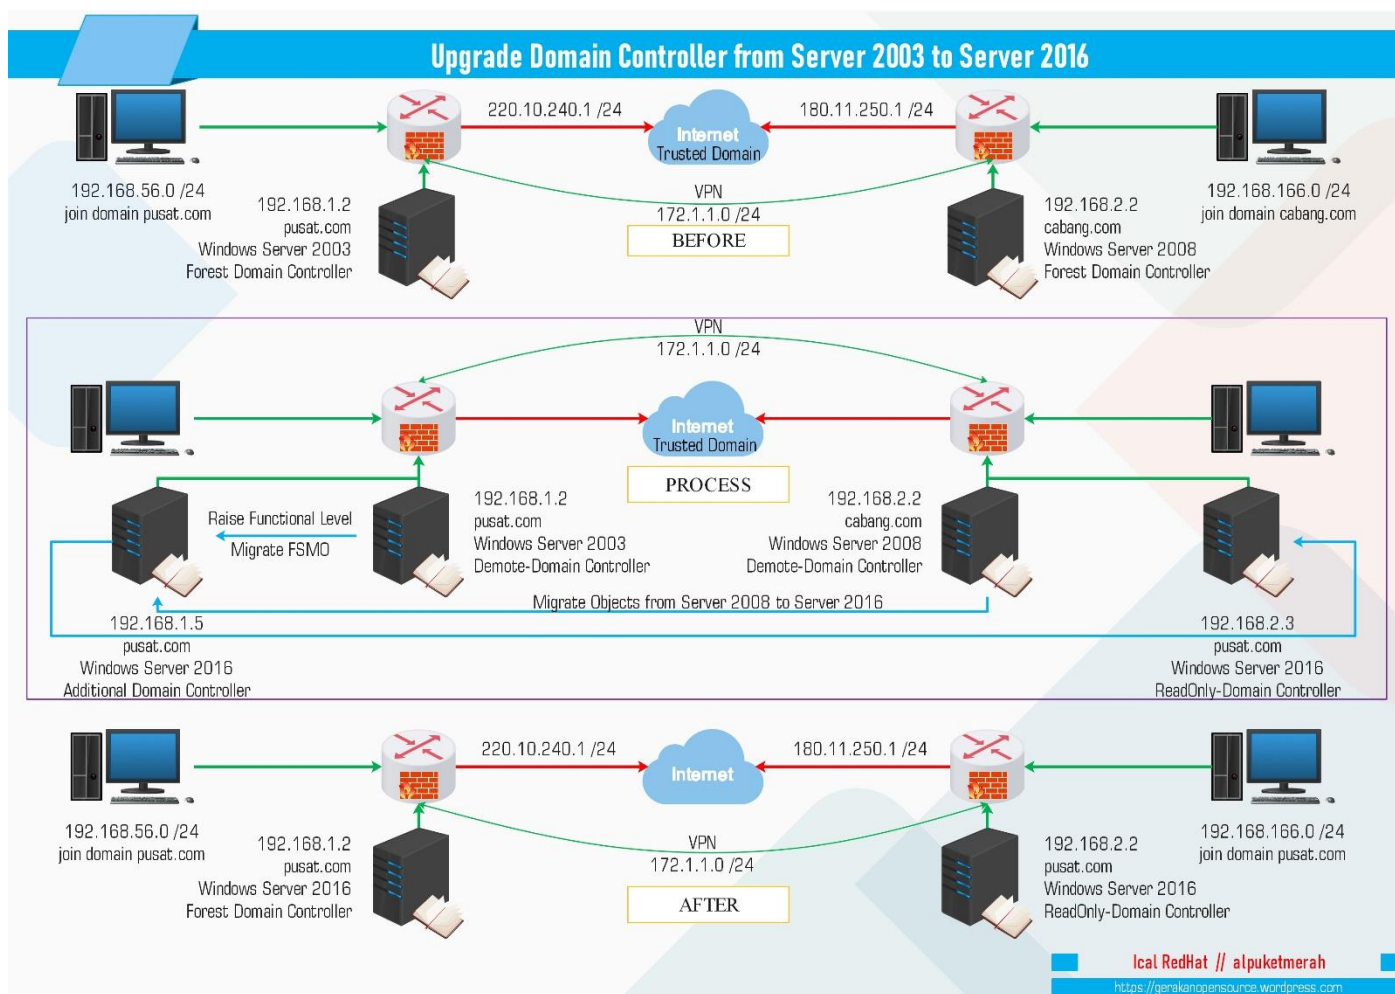 Upgrade Domain Controller from Server 2003 to Server 2016
220.10.240.1 /24
Internet
Trusted Domain
180.11.250.1 /24
192.168.56.0 /24
join domain pusat.com
192.168.1.2
pusat.com
Windows Server 2003
Forest Domain Controller
VPN
172.1.1.0 /24
BEFORE
192.168.2.2
cabang.com
Windows Server 2008
Forest Domain Controller
192.168.166.0 /24
join domain cabang.com
VPN
172.1.1.0 /24
Internet
Trusted Domain
PROCESS
Raise Functional Level
Migrate FSMO
192.168.1.2
pusat.com
Windows Server 2003
Demote-Domain Controller
192.168.2.2
cabang.com
Windows Server 2008
Demote-Domain Controller
Migrate Objects from Server 2008 to Server 2016
192.168.1.5
pusat.com
Windows Server 2016
Additional Domain Controller
192.168.2.3
pusat.com
Windows Server 2016
ReadOnly-Domain Controller
220.10.240.1 /24
Internet
180.11.250.1 /24
192.168.56.0 /24
join domain pusat.com
192.168.1.2
pusat.com
Windows Server 2016
Forest Domain Controller
VPN
172.1.1.0 /24
AFTER
192.168.2.2
pusat.com
Windows Server 2016
ReadOnly-Domain Controller
192.168.166.0 /24
join domain pusat.com
Ical RedHat // alpuketmerah
https://gerakanopensource.wordpress.com